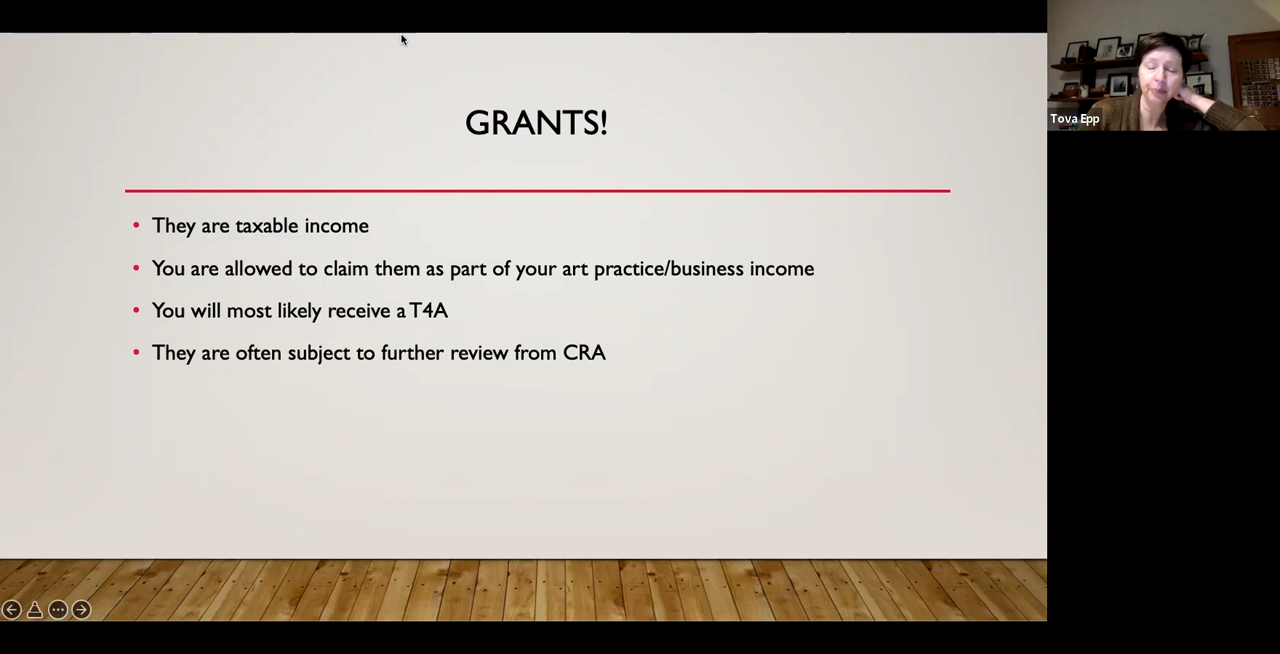 GRANTS!
They are taxable income
You are allowed to claim them as part of your art practice/business income
You will most likely receive a T4A
They are often subject to further review from CRA
Tova Epp